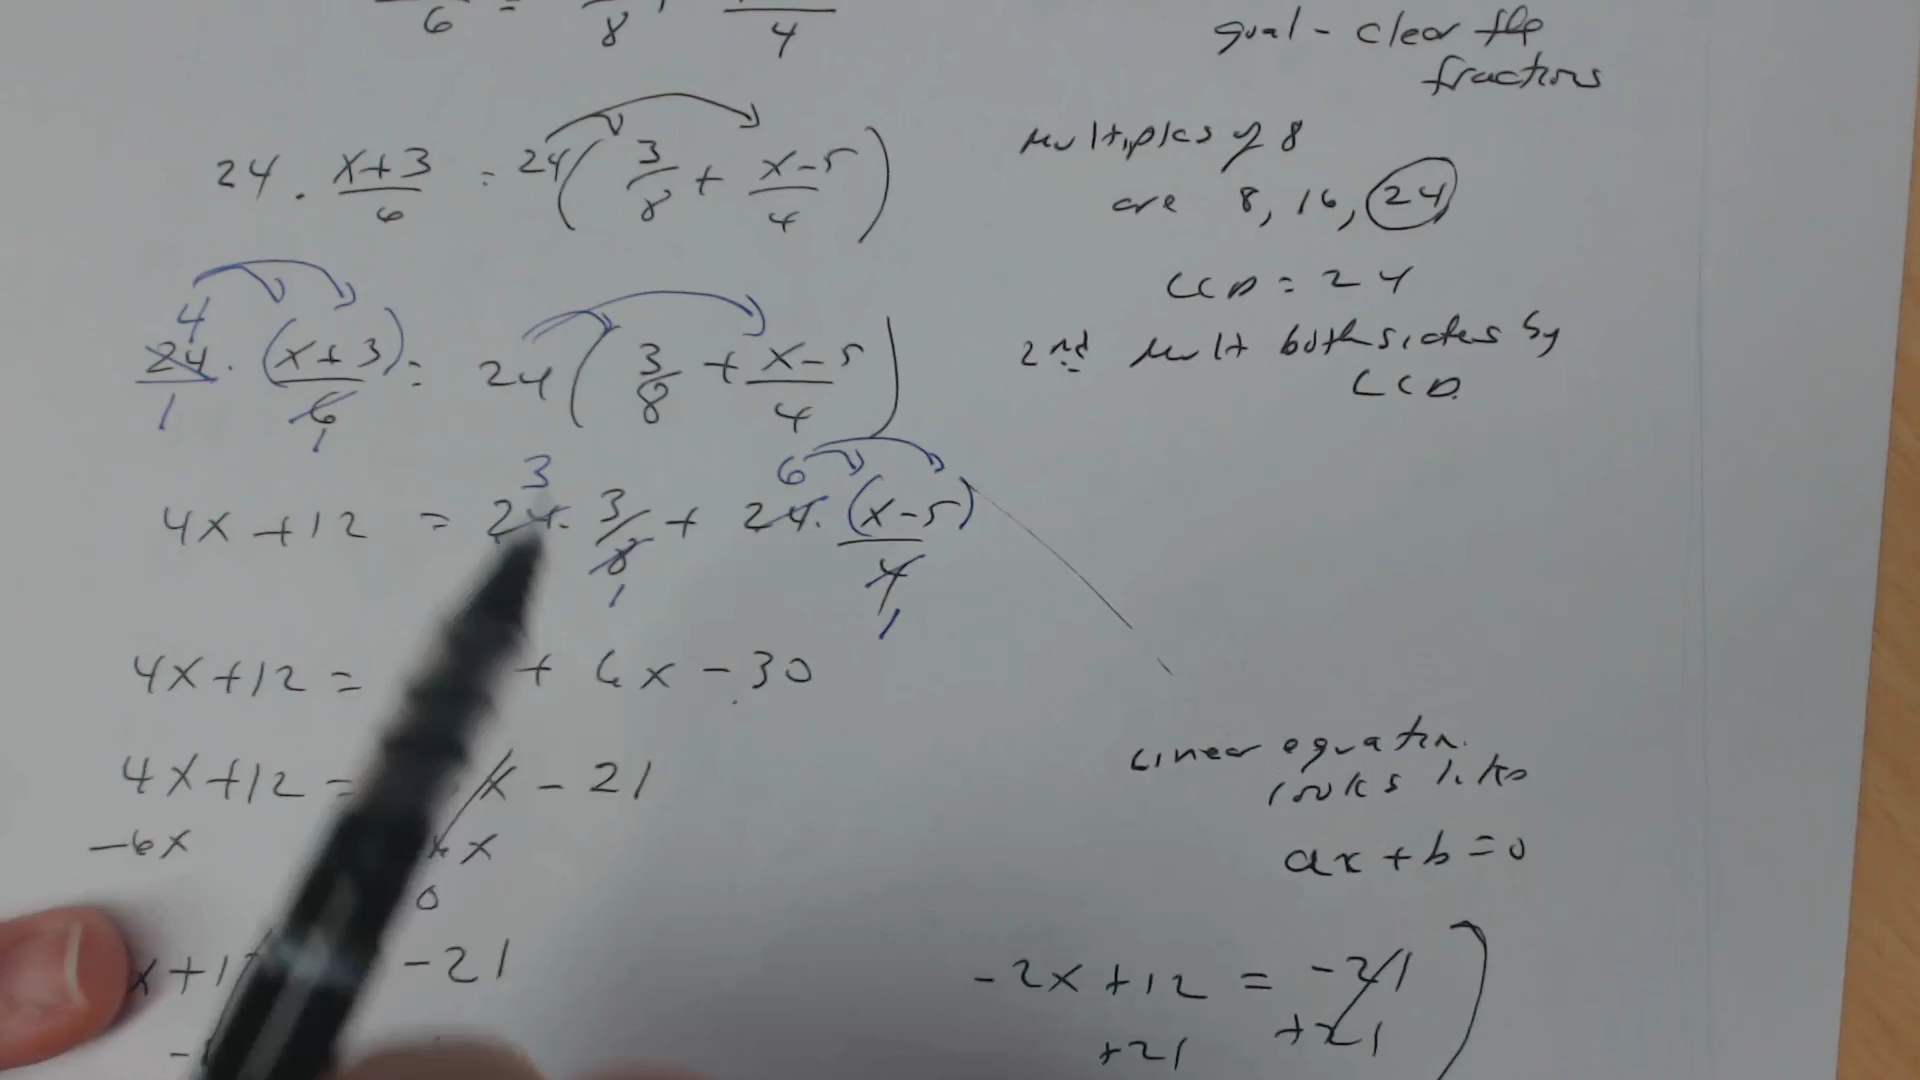 6 = 8 + 4
goal - clear the
fractions
24 · x+3/6 = 24(3/8 + x-5/4)
Multiples of 8
are 8, 16, 24
LCD = 24
4
24/1 · (x+3)/6 = 24(3/8 + x-5/4)
1
2nd Mult both sides by
LCD.
3 6
4x+12 = 24· 3/8 + 24· (x-5)/4
1 1
4x+12 = + 6x - 30
4x+12 = x - 21
-6x 6x
0
Linear equation
looks like
ax + b = 0
x+1 -21
-2x +12 = -21
+21 +21